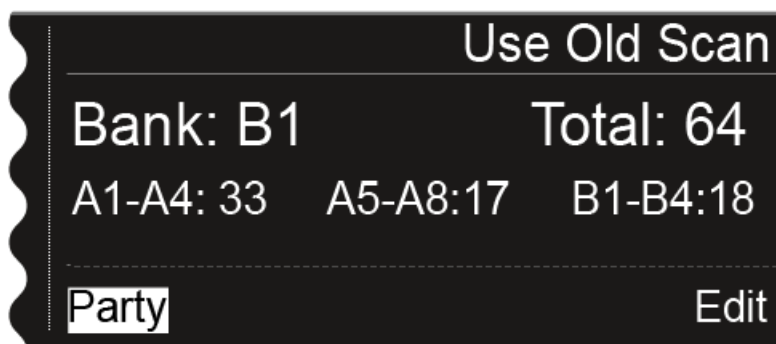 Use Old Scan
Bank: B1 Total: 64
A1-A4: 33 A5-A8:17 B1-B4:18
Party Edit